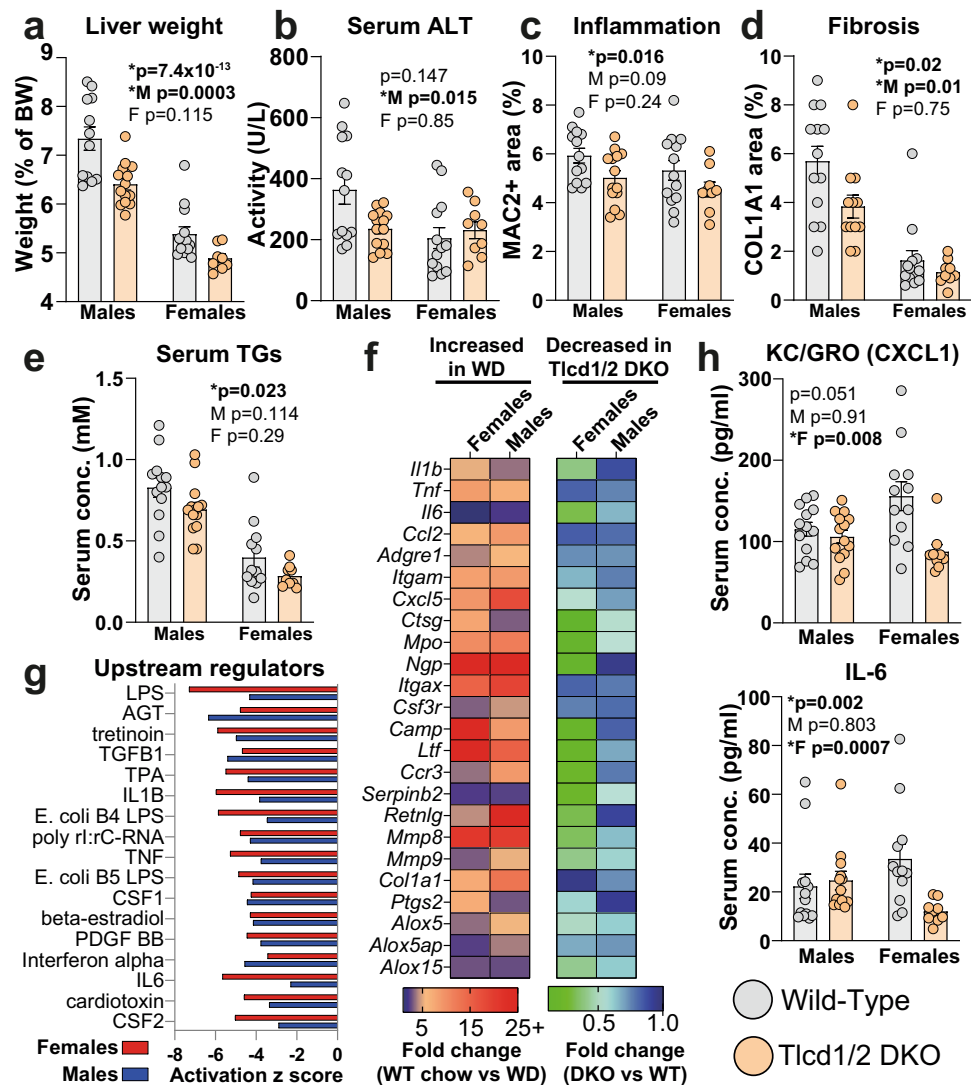 a
Liver weight
Weight (% of BW)
9
8
7
6
5
4
*p=7.4x10-13
*M p=0.0003
F p=0.115
Males
Females
b
Serum ALT
Activity (U/L)
800
600
400
200
0
p=0.147
*M p=0.015
F p=0.85
Males
Females
c
Inflammation
MAC2+ area (%)
10
8
6
4
2
0
*p=0.016
M p=0.09
F p=0.24
Males
Females
d
Fibrosis
COL1A1 area (%)
10
8
6
4
2
0
*p=0.02
*M p=0.01
F p=0.75
Males
Females
e
Serum TGs
Serum conc. (mM)
1.5
1.0
0.5
0.0
*p=0.023
M p=0.114
F p=0.29
Males
Females
f
Increased
in WD
Decreased in
Tlcd1/2 DKO
Females
Males
Females
Males
Il1b
Tnf
Il6
Ccl2
Adgre1
Itgam
Cxcl5
Ctsg
Mpo
Ngp
Itgax
Csf3r
Camp
Ltf
Ccr3
Serpinb2
Retnlg
Mmp8
Mmp9
Col1a1
Ptgs2
Alox5
Alox5ap
Alox15
5 15 25+
Fold change
(WT chow vs WD)
0.5 1.0
Fold change
(DKO vs WT)
g
Upstream regulators
LPS
AGT
tretinoin
TGFB1
TPA
IL1B
E. coli B4 LPS
poly rI:rC-RNA
TNF
E. coli B5 LPS
CSF1
beta-estradiol
PDGF BB
Interferon alpha
IL6
cardiotoxin
CSF2
-8 -6 -4 -2 0
Activation z score
Females
Males
h
KC/GRO (CXCL1)
Serum conc. (pg/ml)
300
200
100
0
p=0.051
M p=0.91
*F p=0.008
Males
Females
IL-6
Serum conc. (pg/ml)
100
80
60
40
20
0
*p=0.002
M p=0.803
*F p=0.0007
Males
Females
Wild-Type
Tlcd1/2 DKO